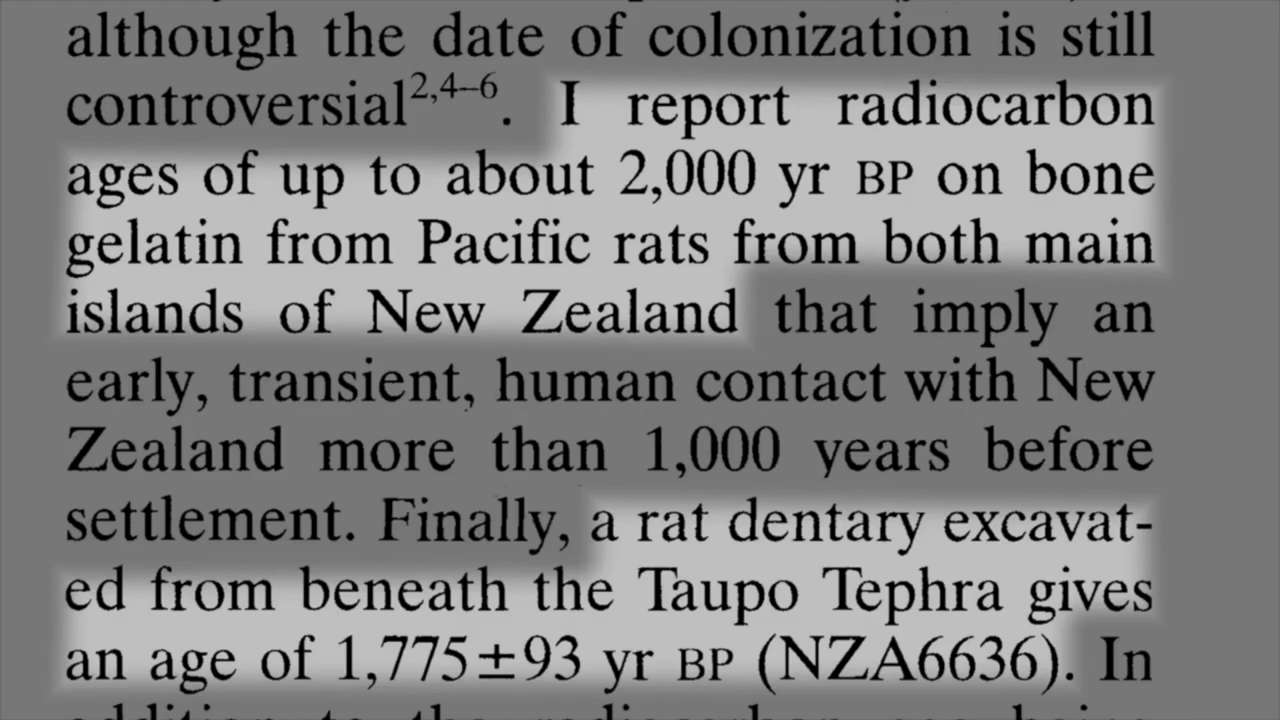 although the date of colonization is still
controversial2,4–6. I report radiocarbon
ages of up to about 2,000 yr BP on bone
gelatin from Pacific rats from both main
islands of New Zealand that imply an
early, transient, human contact with New
Zealand more than 1,000 years before
settlement. Finally, a rat dentary excavat-
ed from beneath the Taupo Tephra gives
an age of 1,775±93 yr BP (NZA6636). In